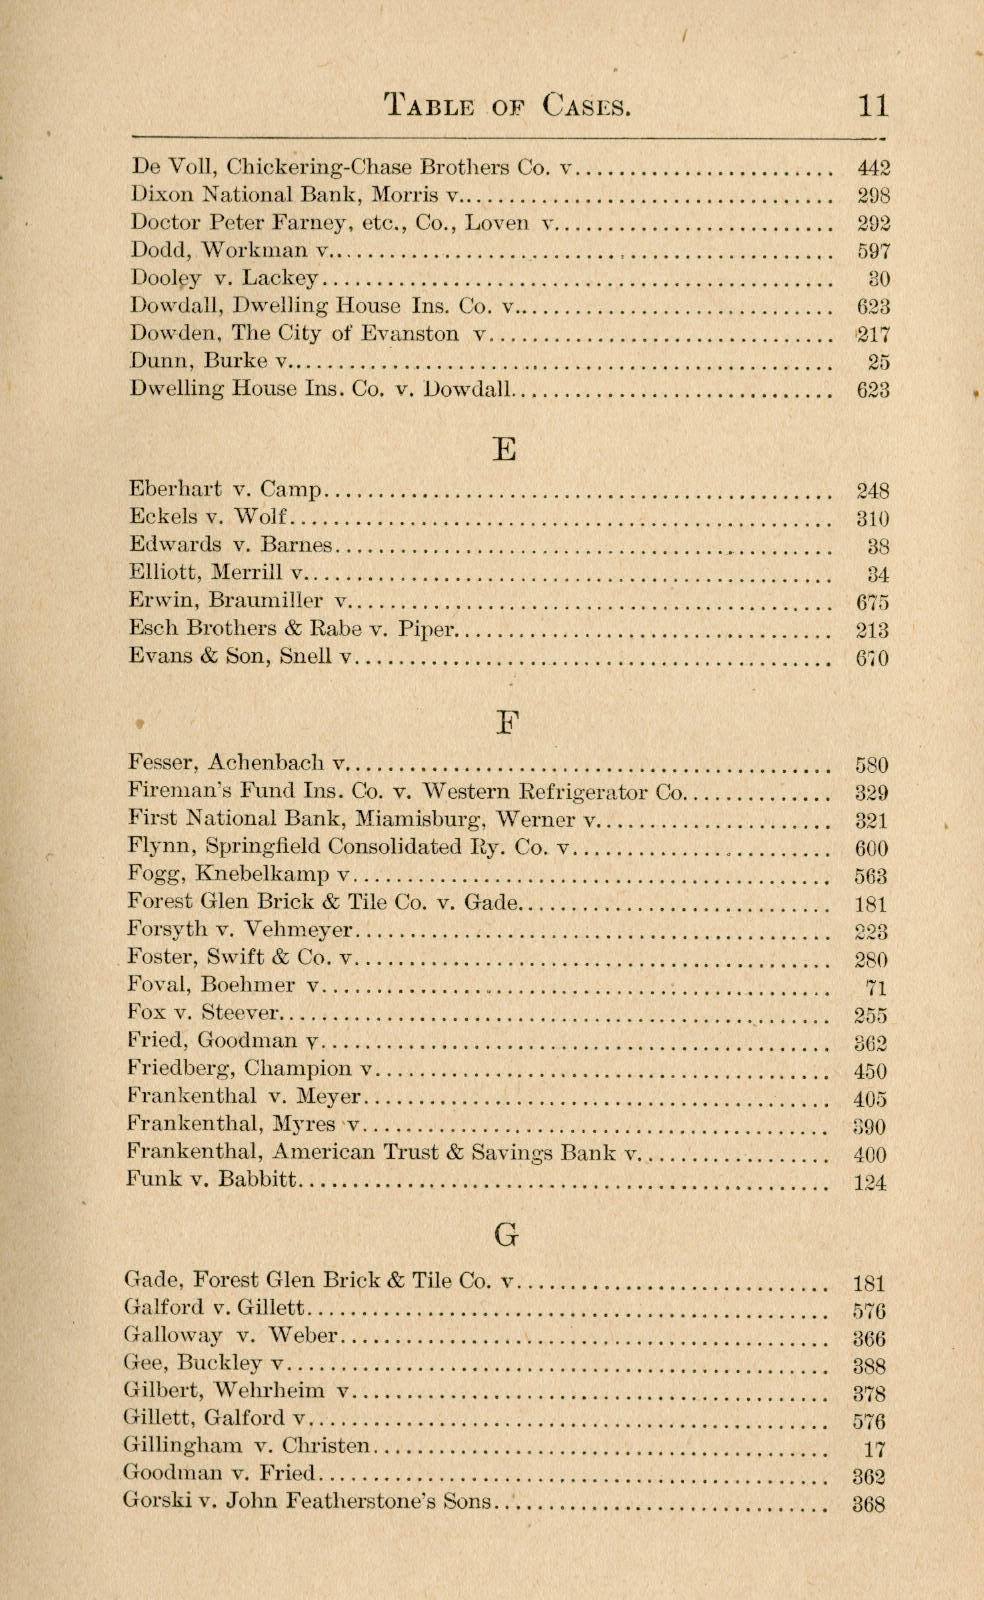 TABLE OF CASES. 11
De Voll, Chickering-Chase Brothers Co. v........................ 442
Dixon National Bank, Morris v.................................. 298
Doctor Peter Farney, etc., Co., Loven v.......................... 292
Dodd, Workman v.............................................. 597
Dooley v. Lackey............................................... 30
Dowdall, Dwelling House Ins. Co. v............................. 623
Dowden, The City of Evanston v................................ 217
Dunn, Burke v................................................. 25
Dwelling House Ins. Co. v. Dowdall............................. 623
E
Eberhart v. Camp............................................... 248
Eckels v. Wolf.................................................. 310
Edwards v. Barnes.............................................. 38
Elliott, Merrill v................................................ 34
Erwin, Braumiller v............................................ 675
Esch Brothers & Rabe v. Piper................................... 213
Evans & Son, Snell v............................................ 670
F
Fesser, Achenbach v............................................. 580
Fireman's Fund Ins. Co. v. Western Refrigerator Co.............. 329
First National Bank, Miamisburg, Werner v...................... 321
Flynn, Springfield Consolidated Ry. Co. v........................ 600
Fogg, Knebelkamp v............................................ 563
Forest Glen Brick & Tile Co. v. Gade............................. 181
Forsyth v. Vehmeyer............................................ 223
Foster, Swift & Co. v............................................ 280
Foval, Boehmer v............................................... 71
Fox v. Steever................................................... 255
Fried, Goodman v............................................... 362
Friedberg, Champion v.......................................... 450
Frankenthal v. Meyer........................................... 405
Frankenthal, Myres v........................................... 390
Frankenthal, American Trust & Savings Bank v.................. 400
Funk v. Babbitt................................................. 124
G
Gade, Forest Glen Brick & Tile Co. v............................. 181
Galford v. Gillett................................................ 576
Galloway v. Weber............................................. 366
Gee, Buckley v.................................................. 388
Gilbert, Wehrheim v............................................ 378
Gillett, Galford v................................................ 576
Gillingham v. Christen.......................................... 17
Goodman v. Fried............................................... 362
Gorski v. John Featherstone's Sons............................... 368